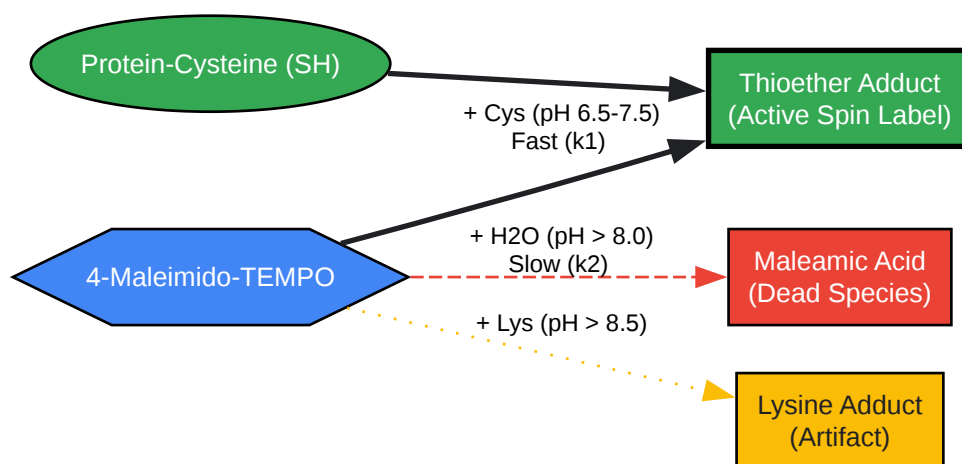 Protein-Cysteine (SH)
Thioether Adduct
(Active Spin Label)
+ Cys (pH 6.5-7.5)
Fast (k1)
4-Maleimido-TEMPO
+ H2O (pH > 8.0)
Slow (k2)
Maleamic Acid
(Dead Species)
+ Lys (pH > 8.5)
Lysine Adduct
(Artifact)